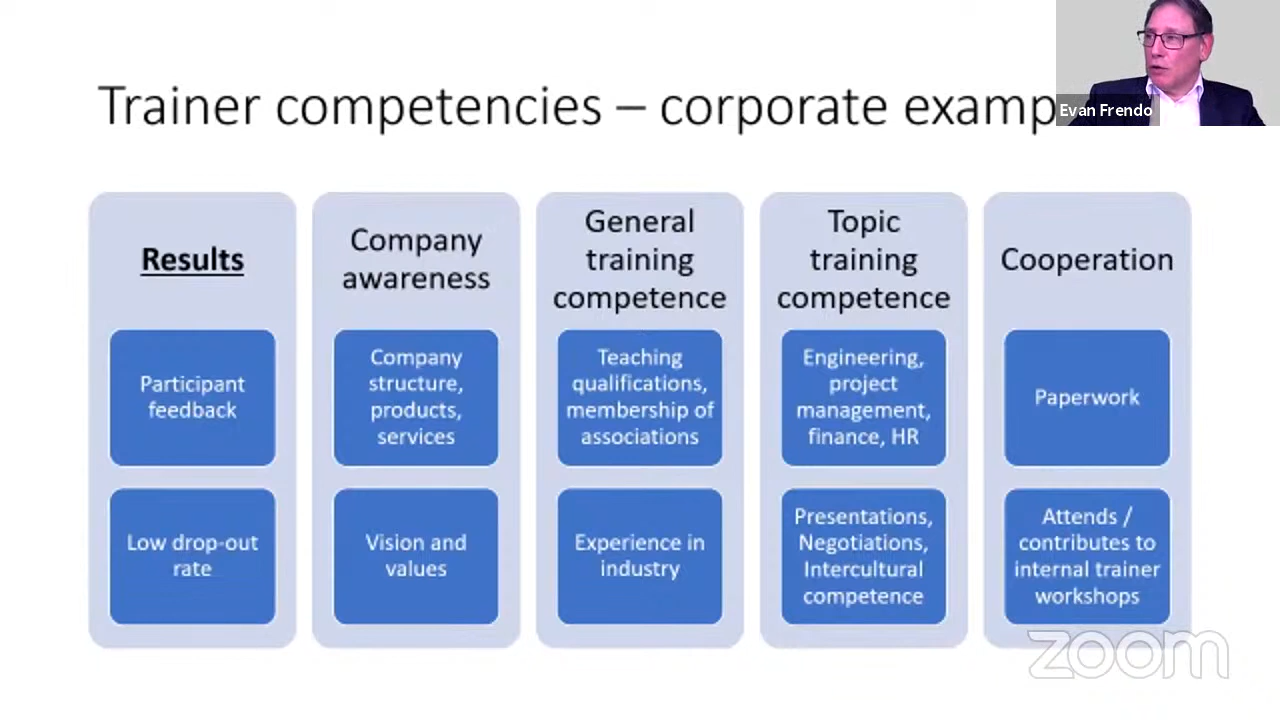 Trainer competencies – corporate examp
Evan Frendo
Results
Participant
feedback
Low drop-out
rate
Company
awareness
Company
structure,
products,
services
Vision and
values
General
training
competence
Teaching
qualifications,
membership of
associations
Experience in
industry
Topic
training
competence
Engineering,
project
management,
finance, HR
Presentations,
Negotiations,
Intercultural
competence
Cooperation
Paperwork
Attends /
contributes to
internal trainer
workshops
zoom